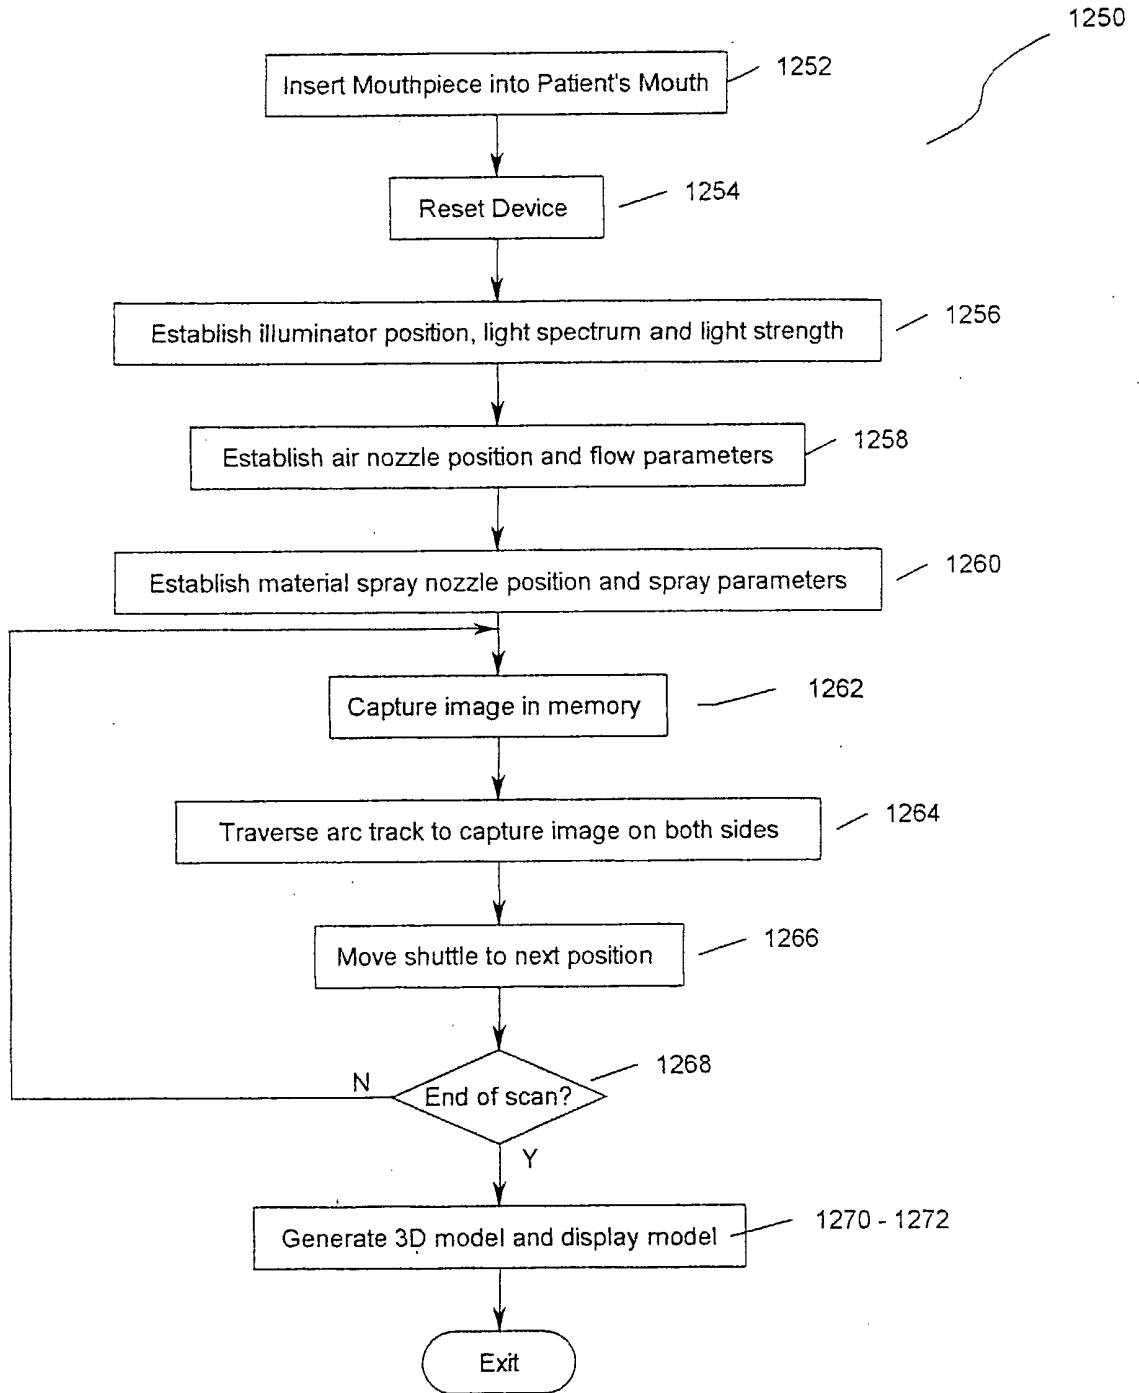 1250
Insert Mouthpiece into Patient's Mouth
1252
Reset Device
1254
Establish illuminator position, light spectrum and light strength
1256
Establish air nozzle position and flow parameters
1258
Establish material spray nozzle position and spray parameters
1260
Capture image in memory
1262
Traverse arc track to capture image on both sides
1264
Move shuttle to next position
1266
End of scan?
1268
N
Y
Generate 3D model and display model
1270 - 1272
Exit